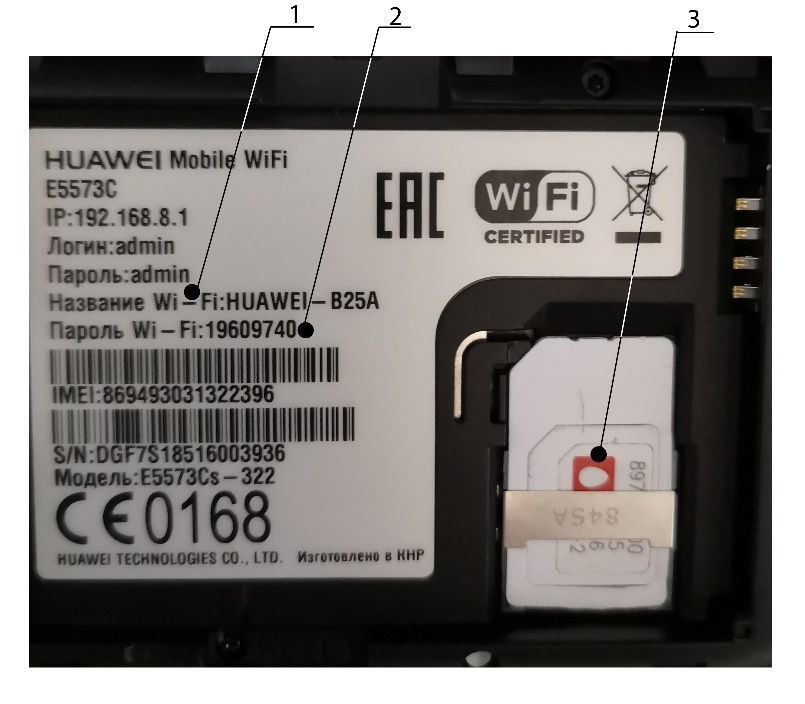 1 2 3
HUAWEI Mobile WiFi
E5573C
IP:192.168.8.1
Логин:admin
Пароль:admin
Название Wi-Fi:HUAWEI-B25A
Пароль Wi-Fi:19609740
IMEI:869493031322396
S/N:DGF7S18516003936
Модель:E5573Cs-322
CE0168
HUAWEI TECHNOLOGIES CO., LTD. Изготовлено в КНР
EAC
WiFi
CERTIFIED
84SA